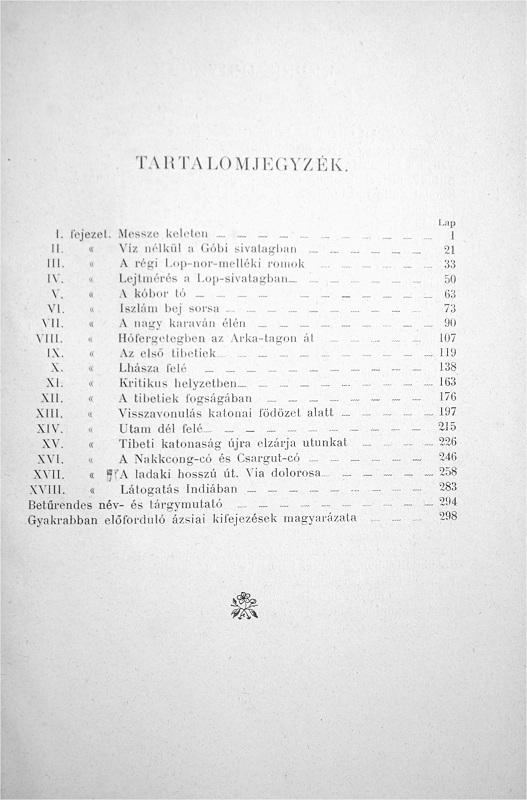 TARTALOMJEGYZÉK.
Lap
I. fejezet. Messze keleten 1
II. « Víz nélkül a Góbi sivatagban 21
III. « A régi Lop-nor-melléki romok 33
IV. « Lejtmérés a Lop-sivatagban 50
V. « A kóbor tó 63
VI. « Iszlám bej sorsa 73
VII. « A nagy karaván élén 90
VIII. « Hófergetegben az Arka-tagon át 107
IX. « Az első tibetiek 119
X. « Lhásza felé 138
XI. « Kritikus helyzetben 163
XII. « A tibetiek fogságában 176
XIII. « Visszavonulás katonai födözet alatt 197
XIV. « Utam dél felé 215
XV. « Tibeti katonaság újra elzárja utunkat 226
XVI. « A Nakkcong-có és Csargut-có 246
XVII. « A ladaki hosszú út. Via dolorosa 258
XVIII. « Látogatás Indiában 283
Betűrendes név- és tárgymutató 294
Gyakrabban előforduló ázsiai kifejezések magyarázata 298